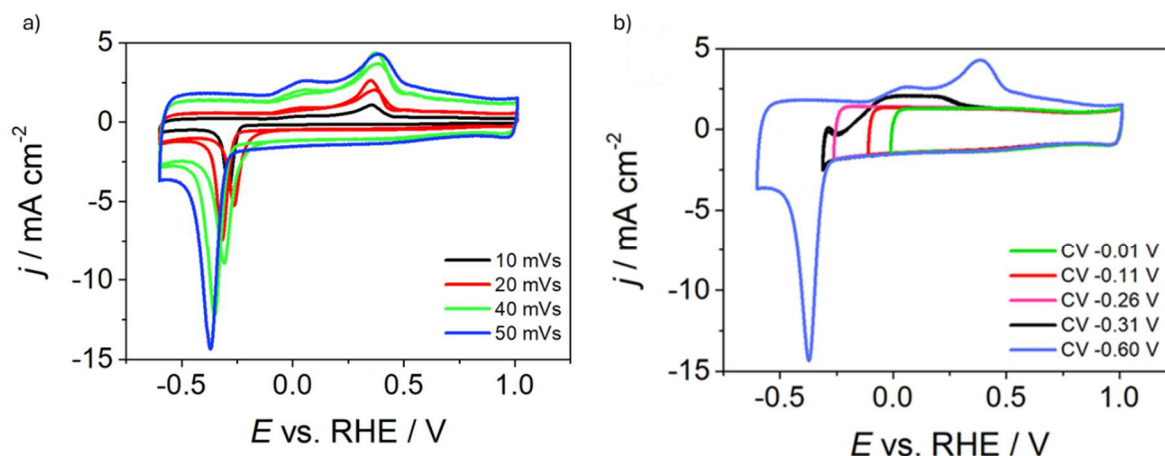 a)
5
0
-5
-10
-15
j / mA cm-2
-0.5
0.0
0.5
1.0
E vs. RHE / V
10 mVs
20 mVs
40 mVs
50 mVs
b)
10
5
0
-5
-10
-15
j / mA cm-2
-0.5
0.0
0.5
1.0
E vs. RHE / V
CV -0.01 V
CV -0.11 V
CV -0.26 V
CV -0.31 V
CV -0.60 V